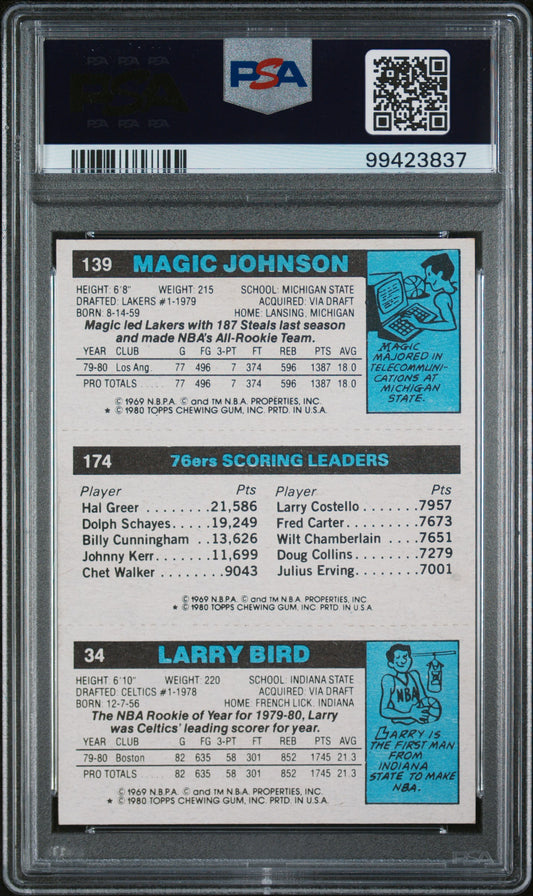 PSA PSA PSA
PSA
PSA
PSA PSA PSA
99423837
139 MAGIC JOHNSON
HEIGHT: 6'8" WEIGHT: 215 SCHOOL: MICHIGAN STATE
DRAFTED: LAKERS #1-1979 ACQUIRED: VIA DRAFT
BORN: 8-14-59 HOME: LANSING, MICHIGAN
Magic led Lakers with 187 Steals last season
and made NBA's All-Rookie Team.
YEAR CLUB G FG 3-PT FT REB PTS AVG
79-80 Los Ang. 77 496 7 374 596 1387 18.0
PRO TOTALS 77 496 7 374 596 1387 18.0
© 1969 N.B.P.A. © and TM N.B.A. PROPERTIES, INC.
★ © 1980 TOPPS CHEWING GUM, INC. PRTD. IN U.S.A.
MAGIC
MAJORED IN
TELECOMMUNI-
CATIONS AT
MICHIGAN
STATE.
174 76ers SCORING LEADERS
Player Pts Player Pts
Hal Greer 21,586 Larry Costello 7957
Dolph Schayes 19,249 Fred Carter 7673
Billy Cunningham 13,626 Wilt Chamberlain 7651
Johnny Kerr 11,699 Doug Collins 7279
Chet Walker 9043 Julius Erving 7001
© 1969 N.B.P.A. © and TM N.B.A. PROPERTIES, INC.
★ © 1980 TOPPS CHEWING GUM, INC. PRTD. IN U.S.A.
34 LARRY BIRD
HEIGHT: 6'10" WEIGHT: 220 SCHOOL: INDIANA STATE
DRAFTED: CELTICS #1-1978 ACQUIRED: VIA DRAFT
BORN: 12-7-56 HOME: FRENCH LICK, INDIANA
The NBA Rookie of Year for 1979-80, Larry
was Celtics' leading scorer for year.
YEAR CLUB G FG 3-PT FT REB PTS AVG
79-80 Boston 82 635 58 301 852 1745 21.3
PRO TOTALS 82 635 58 301 852 1745 21.3
© 1969 N.B.P.A. © and TM N.B.A. PROPERTIES, INC.
★ © 1980 TOPPS CHEWING GUM, INC. PRTD. IN U.S.A.
NBA
LARRY IS
THE FIRST MAN
FROM
INDIANA
STATE TO MAKE
NBA.
PSA